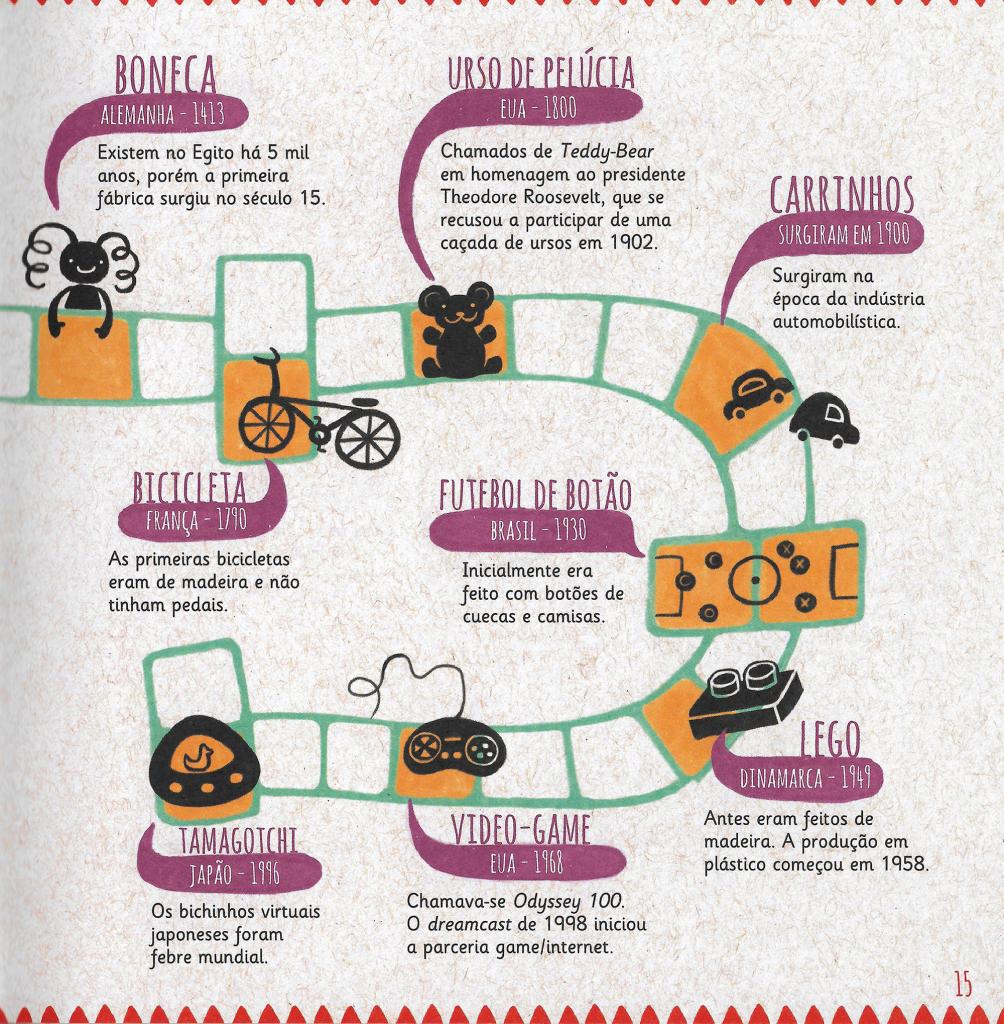 BONECA
ALEMANHA - 1413
Existem no Egito há 5 mil
anos, porém a primeira
fábrica surgiu no século 15.
URSO DE PELÚCIA
EUA - 1800
Chamados de Teddy-Bear
em homenagem ao presidente
Theodore Roosevelt, que se
recusou a participar de uma
caçada de ursos em 1902.
CARRINHOS
SURGIRAM EM 1900
Surgiram na
época da indústria
automobilística.
BICICLETA
FRANÇA - 1790
As primeiras bicicletas
eram de madeira e não
tinham pedais.
FUTEBOL DE BOTÃO
BRASIL - 1930
Inicialmente era
feito com botões de
cuecas e camisas.
LEGO
DINAMARCA - 1949
Antes eram feitos de
madeira. A produção em
plástico começou em 1958.
VIDEO-GAME
EUA - 1968
Chamava-se Odyssey 100.
O dreamcast de 1998 iniciou
a parceria game/internet.
TAMAGOTCHI
JAPÃO - 1996
Os bichinhos virtuais
japoneses foram
febre mundial.
15